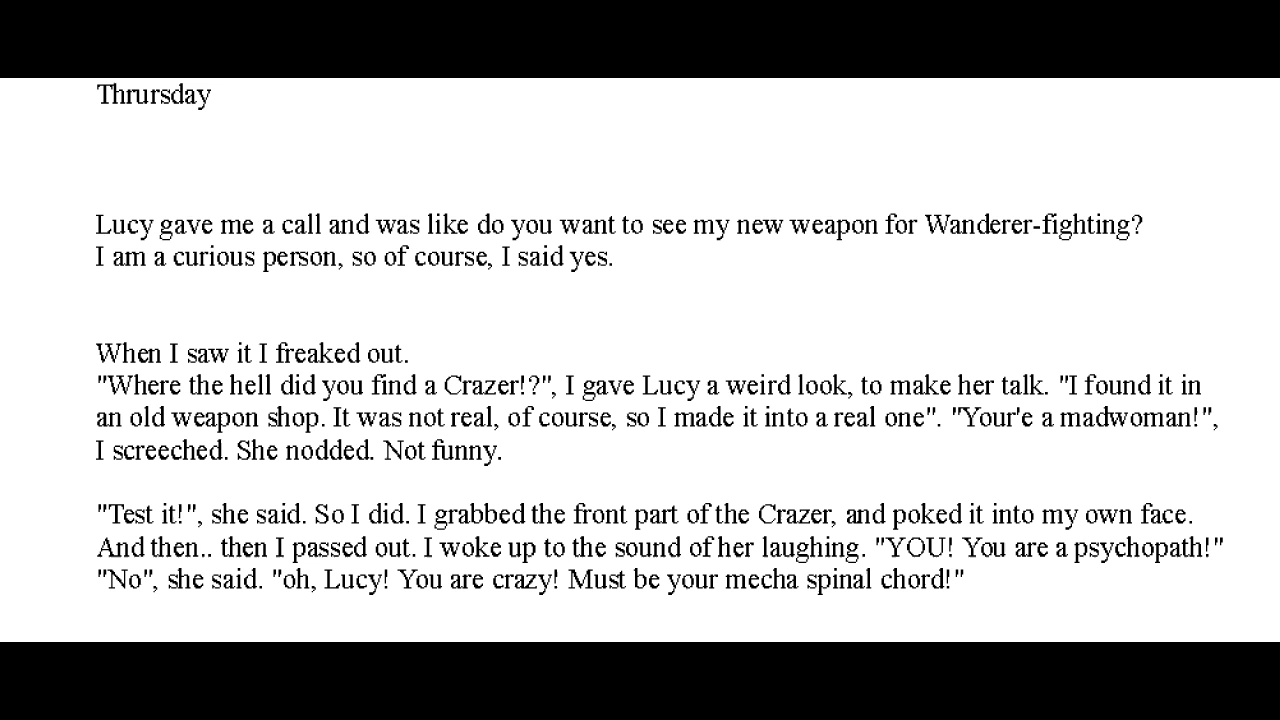 Thrursday
Lucy gave me a call and was like do you want to see my new weapon for Wanderer-fighting?
I am a curious person, so of course, I said yes.
When I saw it I freaked out.
"Where the hell did you find a Crazer!?", I gave Lucy a weird look, to make her talk. "I found it in
an old weapon shop. It was not real, of course, so I made it into a real one". "Your'e a madwoman!",
I screeched. She nodded. Not funny.
"Test it!", she said. So I did. I grabbed the front part of the Crazer, and poked it into my own face.
And then.. then I passed out. I woke up to the sound of her laughing. "YOU! You are a psychopath!"
"No", she said. "oh, Lucy! You are crazy! Must be your mecha spinal chord!"